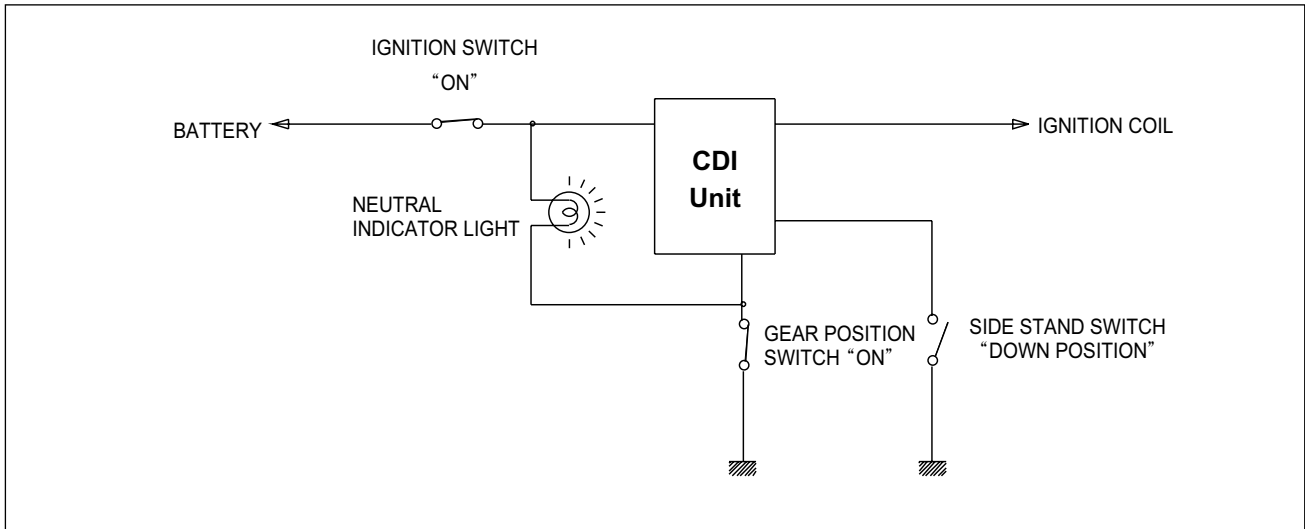 IGNITION SWITCH
“ON”
BATTERY
IGNITION COIL
CDI
Unit
NEUTRAL
INDICATOR LIGHT
GEAR POSITION
SWITCH “ON”
SIDE STAND SWITCH
“DOWN POSITION”